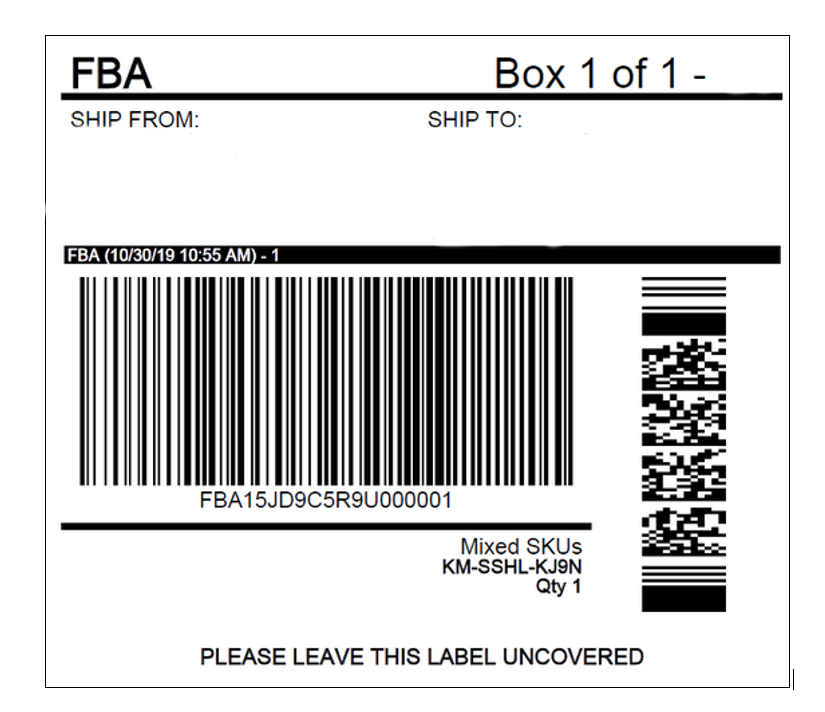 FBA Box 1 of 1 -
SHIP FROM: SHIP TO:
FBA (10/30/19 10:55 AM) - 1
FBA15JD9C5R9U000001
Mixed SKUs
KM-SSHL-KJ9N
Qty 1
PLEASE LEAVE THIS LABEL UNCOVERED